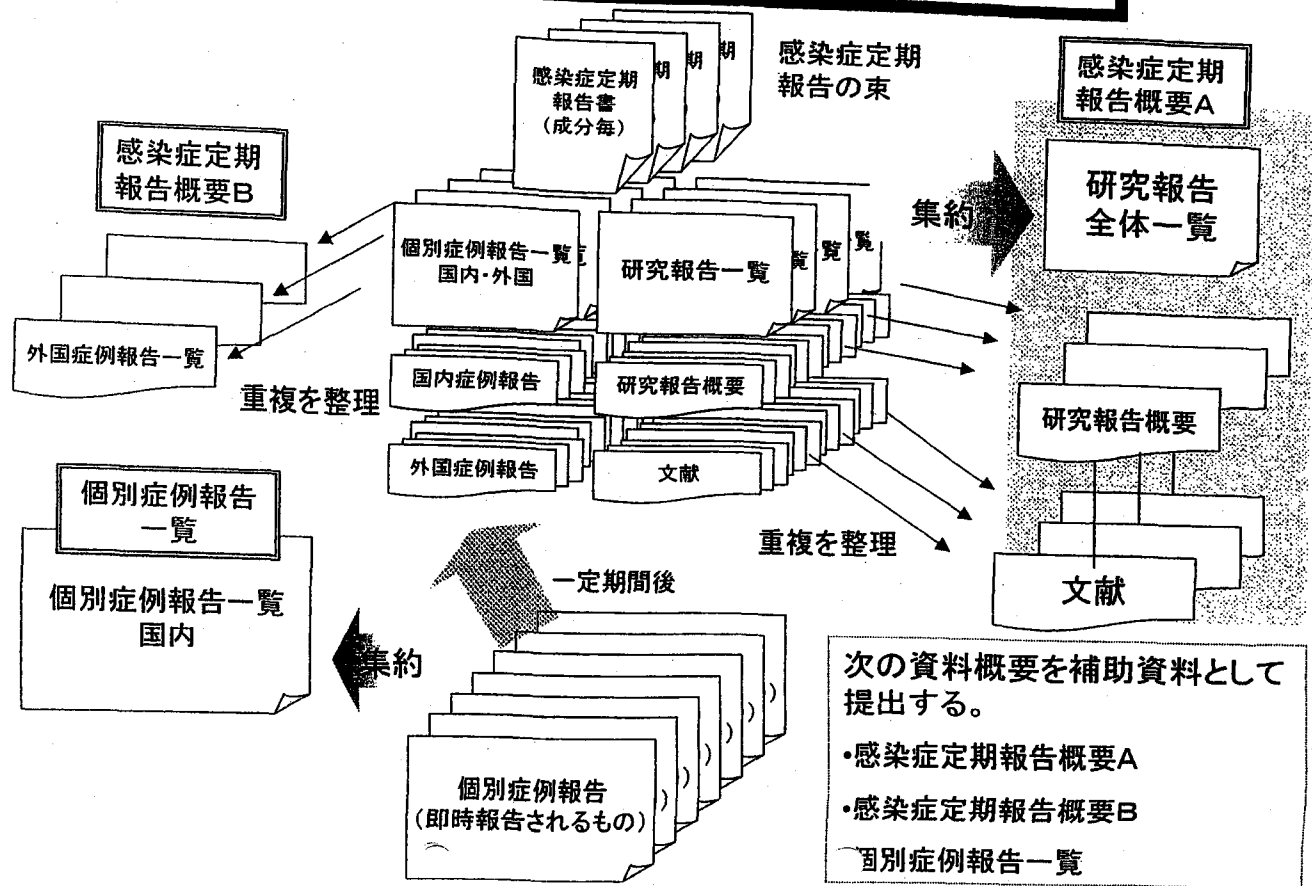 感染症定期
報告書
(成分毎)
期
期
期
感染症定期
報告の束
感染症定期
報告概要A
感染症定期
報告概要B
研究報告
全体一覧
集約
個別症例報告一覧
国内・外国
覧
研究報告一覧
覧
覧
覧
外国症例報告一覧
重複を整理
国内症例報告
研究報告概要
研究報告概要
外国症例報告
文献
個別症例報告
一覧
重複を整理
個別症例報告一覧
国内
一定期間後
文献
集約
個別症例報告
(即時報告されるもの)
)
)
)
)
)
次の資料概要を補助資料として
提出する。
・感染症定期報告概要A
・感染症定期報告概要B
個別症例報告一覧